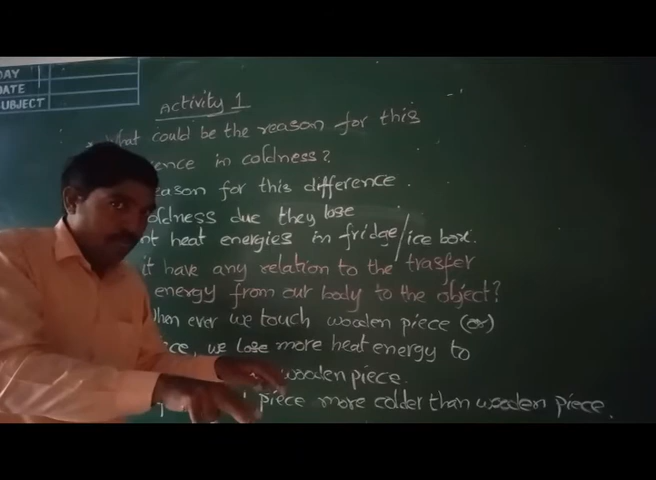 DAY
DATE
SUBJECT
Activity 1
What could be the reason for this
ence in coldness?
eason for this difference.
oldness due they lose
nt heat energies in fridge/ice box.
it have any relation to the trasfer
energy from our body to the object?
When ever we touch wooden piece (or)
ce, we lose more heat energy to
wooden piece.
piece more colder than wooden piece.